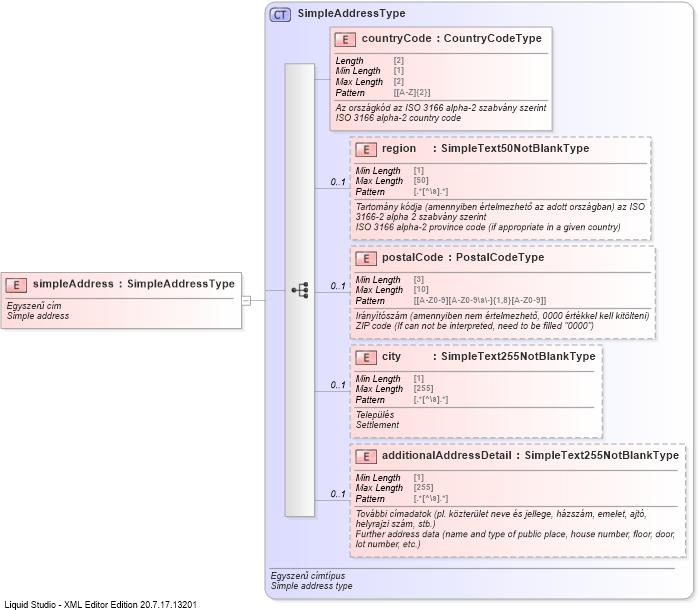 CT SimpleAddressType
E countryCode : CountryCodeType
Length [2]
Min Length [1]
Max Length [2]
Pattern [[A-Z]{2}]
Az országkód az ISO 3166 alpha-2 szabvány szerint
ISO 3166 alpha-2 country code
E region : SimpleText50NotBlankType
0..1
Min Length [1]
Max Length [50]
Pattern [.*[^\s].*]
Tartomány kódja (amennyiben értelmezhető az adott országban) az ISO
3166-2 alpha 2 szabvány szerint
ISO 3166 alpha-2 province code (if appropriate in a given country)
E simpleAddress : SimpleAddressType
Egyszerű cím
Simple address
E postalCode : PostalCodeType
0..1
Min Length [3]
Max Length [10]
Pattern [[A-Z0-9][A-Z0-9\s\-]{1,8}[A-Z0-9]]
Irányítószám (amennyiben nem értelmezhető, 0000 értékkel kell kitölteni)
ZIP code (If can not be interpreted, need to be filled "0000")
E city : SimpleText255NotBlankType
0..1
Min Length [1]
Max Length [255]
Pattern [.*[^\s].*]
Település
Settlement
E additionalAddressDetail : SimpleText255NotBlankType
0..1
Min Length [1]
Max Length [255]
Pattern [.*[^\s].*]
További címadatok (pl. közterület neve és jellege, házszám, emelet, ajtó,
helyrajzi szám, stb.)
Further address data (name and type of public place, house number, floor, door,
lot number, etc.)
Egyszerű címtípus
Simple address type
Liquid Studio - XML Editor Edition 20.7.17.13201